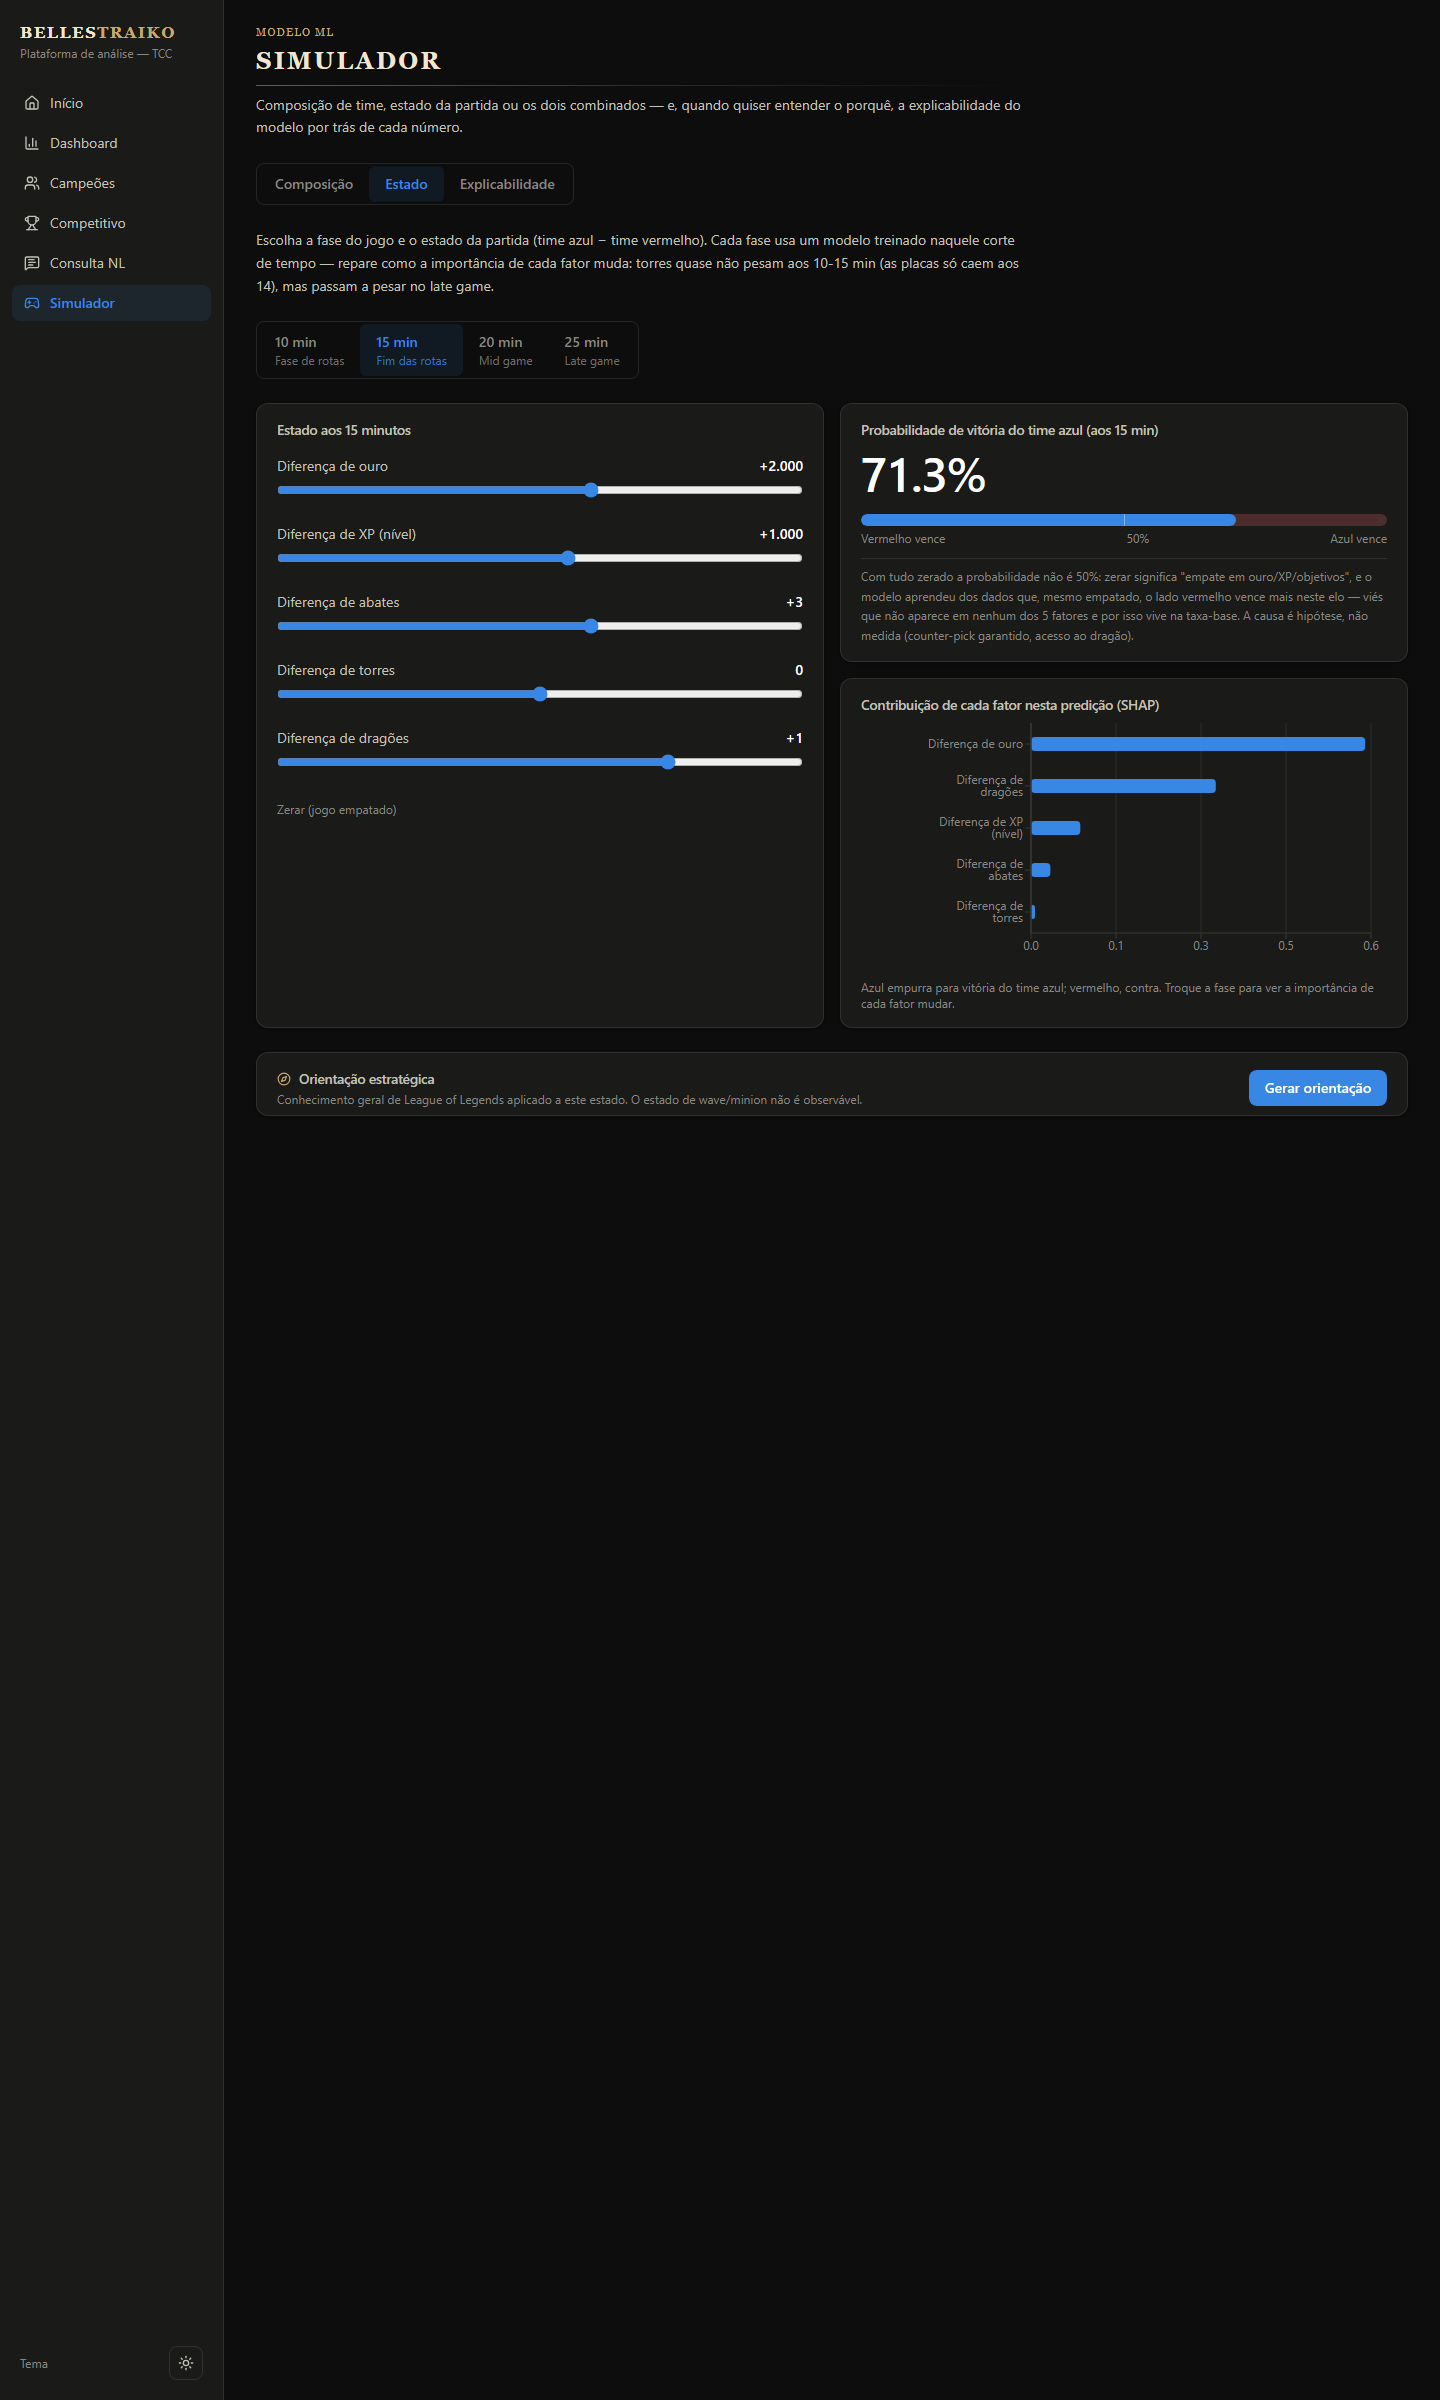 BELLESTRAIKO
Plataforma de análise — TCC
Início
Dashboard
Campeões
Competitivo
Consulta NL
Simulador
MODELO ML
SIMULADOR
Composição de time, estado da partida ou os dois combinados — e, quando quiser entender o porquê, a explicabilidade do
modelo por trás de cada número.
Composição Estado Explicabilidade
Escolha a fase do jogo e o estado da partida (time azul − time vermelho). Cada fase usa um modelo treinado naquele corte
de tempo — repare como a importância de cada fator muda: torres quase não pesam aos 10-15 min (as placas só caem aos
14), mas passam a pesar no late game.
10 min 15 min 20 min 25 min
Fase de rotas Fim das rotas Mid game Late game
Estado aos 15 minutos
Diferença de ouro +2.000
Diferença de XP (nível) +1.000
Diferença de abates +3
Diferença de torres 0
Diferença de dragões +1
Zerar (jogo empatado)
Probabilidade de vitória do time azul (aos 15 min)
71.3%
Vermelho vence 50% Azul vence
Com tudo zerado a probabilidade não é 50%: zerar significa "empate em ouro/XP/objetivos", e o
modelo aprendeu dos dados que, mesmo empatado, o lado vermelho vence mais neste elo — viés
que não aparece em nenhum dos 5 fatores e por isso vive na taxa-base. A causa é hipótese, não
medida (counter-pick garantido, acesso ao dragão).
Contribuição de cada fator nesta predição (SHAP)
Diferença de ouro
Diferença de
dragões
Diferença de XP
(nível)
Diferença de
abates
Diferença de
torres
0.0 0.1 0.3 0.5 0.6
Azul empurra para vitória do time azul; vermelho, contra. Troque a fase para ver a importância de
cada fator mudar.
Orientação estratégica
Conhecimento geral de League of Legends aplicado a este estado. O estado de wave/minion não é observável.
Gerar orientação
Tema